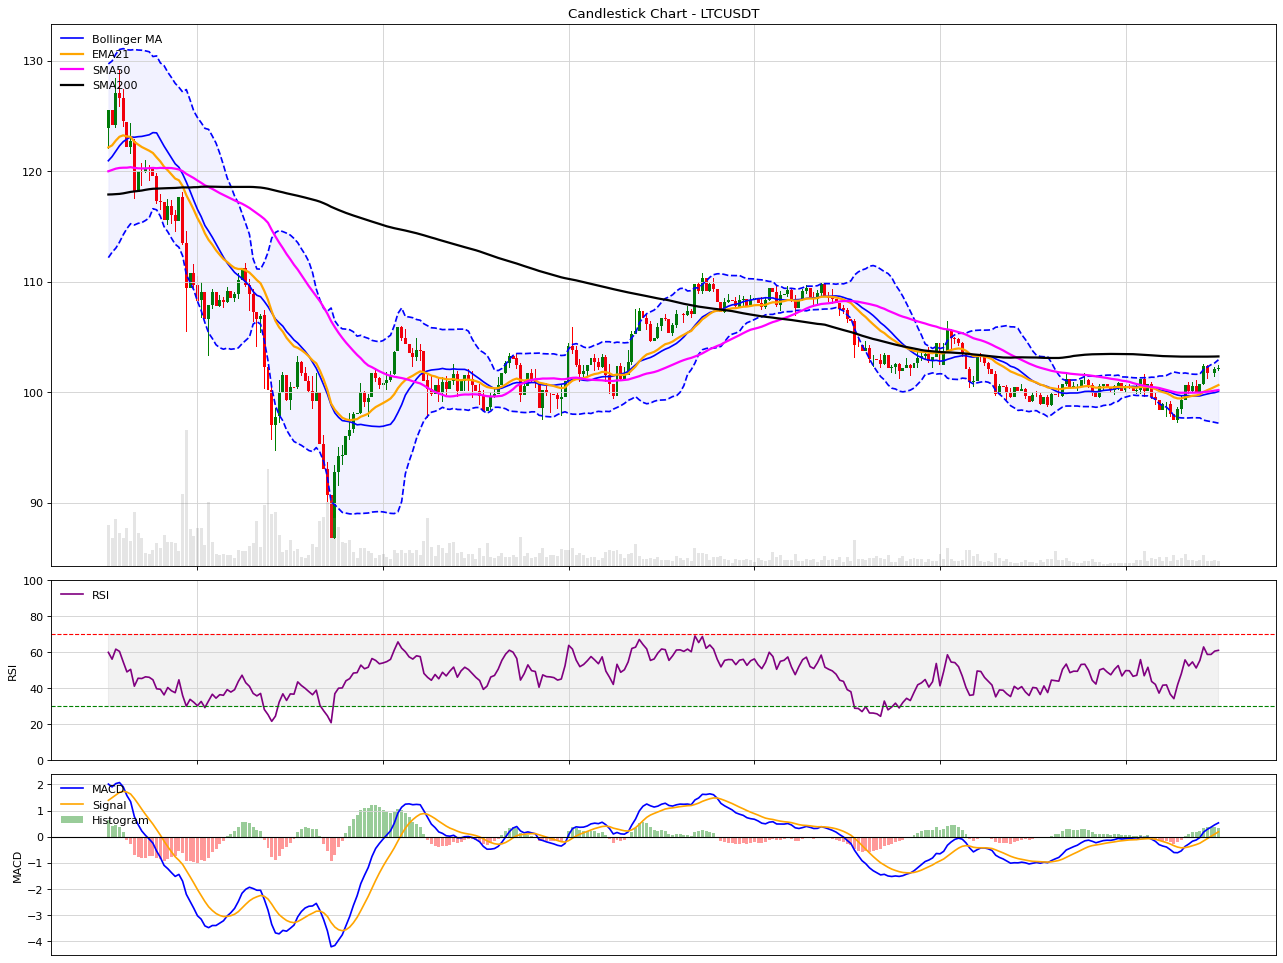 Candlestick Chart - LTCUSDT
Bollinger MA
EMA21
SMA50
SMA200
130
120
110
100
90
RSI
100
80
60
40
20
0
RSI
MACD
Signal
Histogram
2
1
0
−1
−2
−3
−4
MACD